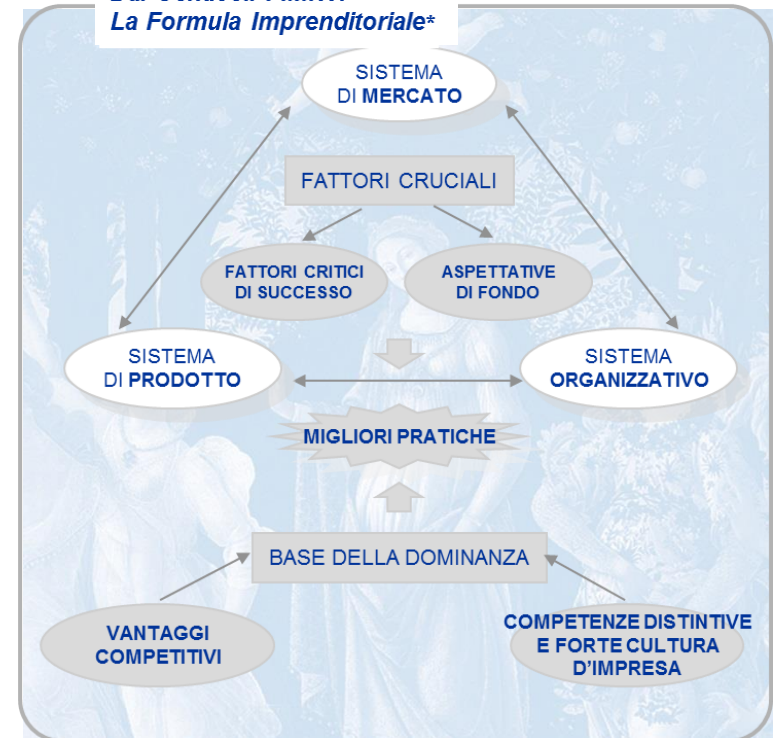 La Formula Imprenditoriale*
SISTEMA
DI MERCATO
FATTORI CRUCIALI
FATTORI CRITICI
DI SUCCESSO
ASPETTATIVE
DI FONDO
SISTEMA
DI PRODOTTO
SISTEMA
ORGANIZZATIVO
MIGLIORI PRATICHE
BASE DELLA DOMINANZA
VANTAGGI
COMPETITIVI
COMPETENZE DISTINTIVE
E FORTE CULTURA
D'IMPRESA